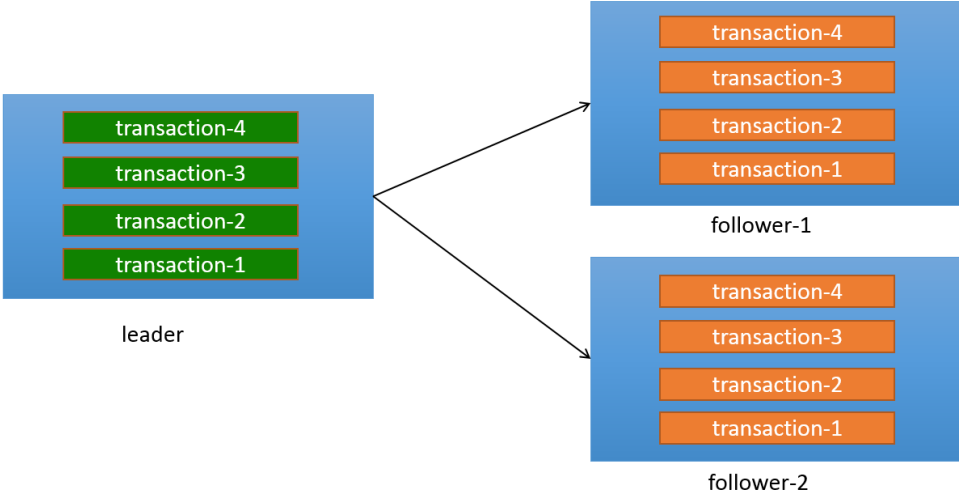 transaction-4
transaction-3
transaction-2
transaction-1
leader
transaction-4
transaction-3
transaction-2
transaction-1
follower-1
transaction-4
transaction-3
transaction-2
transaction-1
follower-2